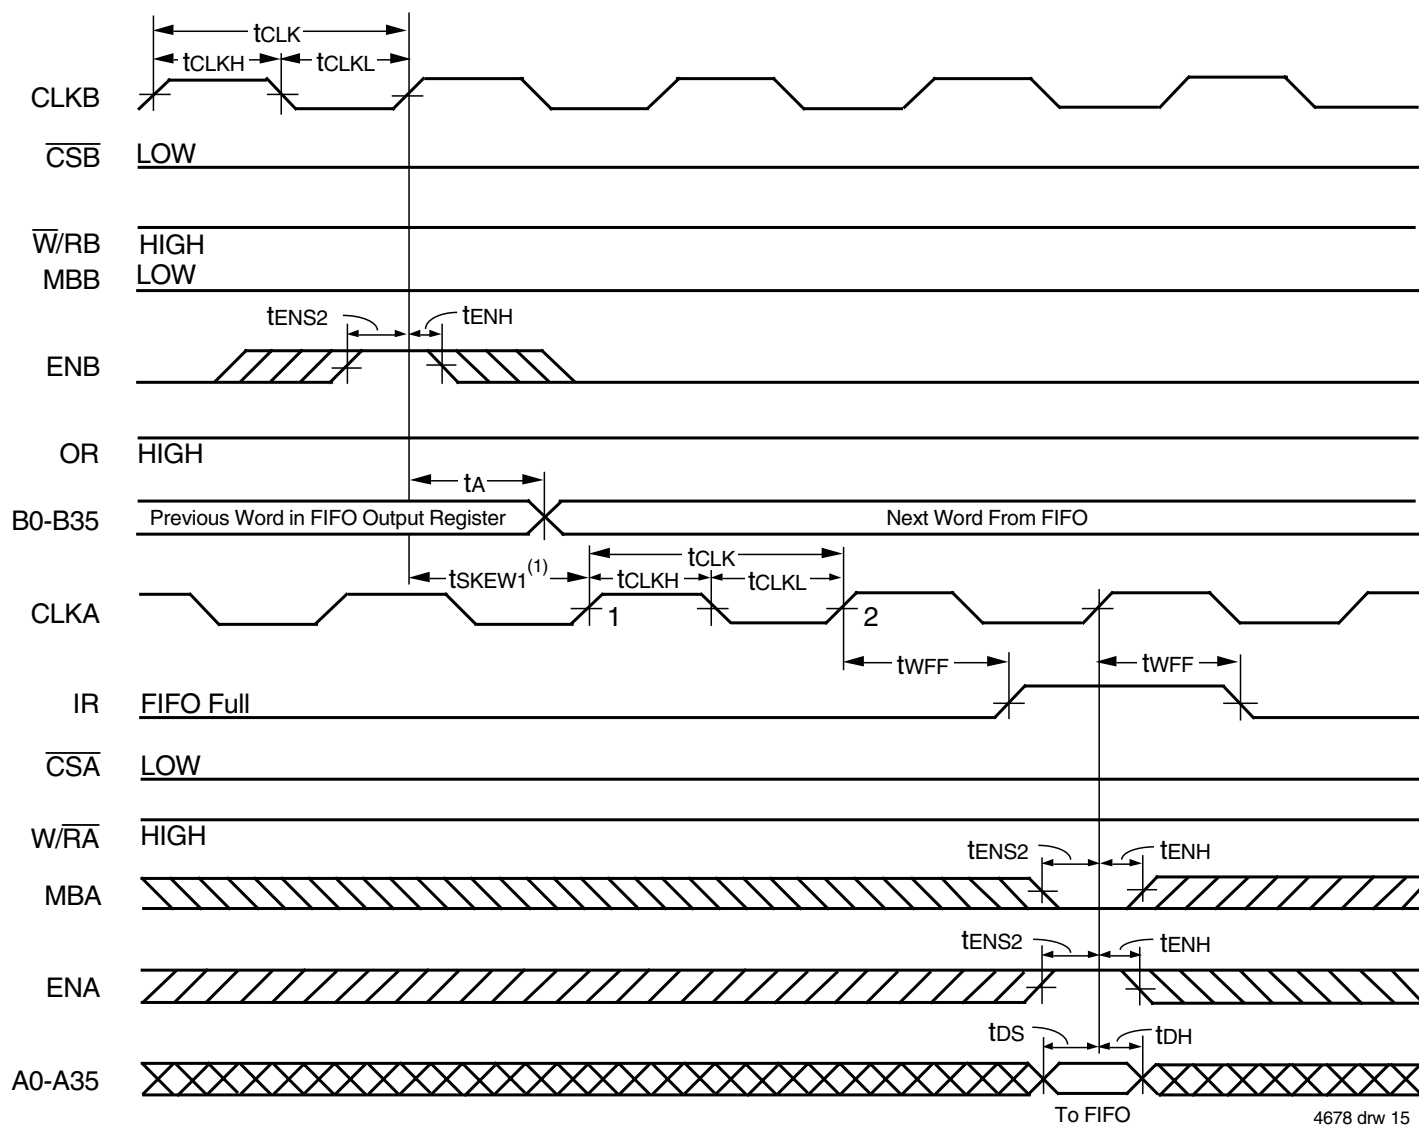 tCLK
tCLKH tCLKL
CLKB
CSB LOW
W/RB HIGH
MBB LOW
tENS2 tENH
ENB
OR HIGH
tA
B0-B35 Previous Word in FIFO Output Register Next Word From FIFO
tCLK
tSKEW1(1) tCLKH tCLKL
CLKA 1 2
tWFF tWFF
IR FIFO Full
CSA LOW
W/RA HIGH
tENS2 tENH
MBA
tENS2 tENH
ENA
tDS tDH
A0-A35
To FIFO
4678 drw 15